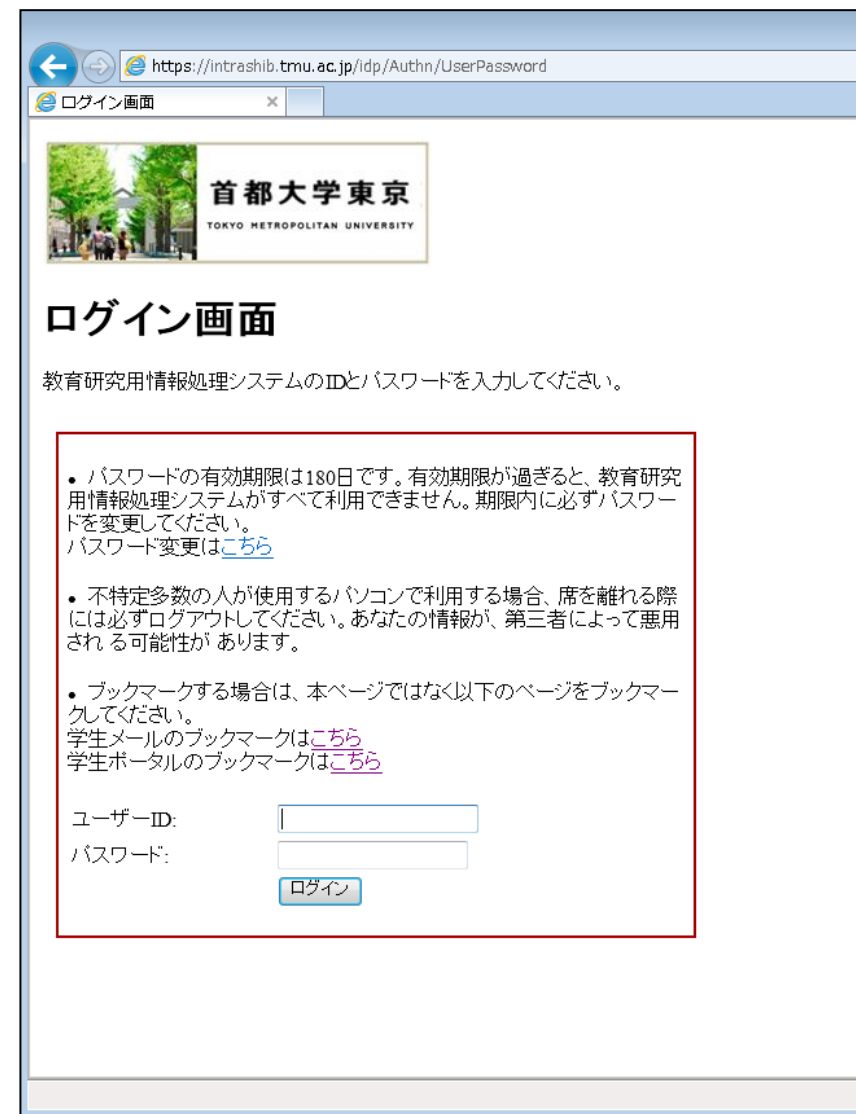 https://intrashib.tmu.ac.jp/idp/Authn/UserPassword
ログイン画面
首都大学東京
TOKYO METROPOLITAN UNIVERSITY
ログイン画面
教育研究用情報処理システムのIDとパスワードを入力してください。
• パスワードの有効期限は180日です。有効期限が過ぎると、教育研究
用情報処理システムがすべて利用できません。期限内に必ずパスワー
ドを変更してください。
パスワード変更はこちら
• 不特定多数の人が使用するパソコンで利用する場合、席を離れる際
には必ずログアウトしてください。あなたの情報が、第三者によって悪用
され る可能性が あります。
• ブックマークする場合は、本ページではなく以下のページをブックマー
クしてください。
学生メールのブックマークはこちら
学生ポータルのブックマークはこちら
ユーザーID:
パスワード:
ログイン